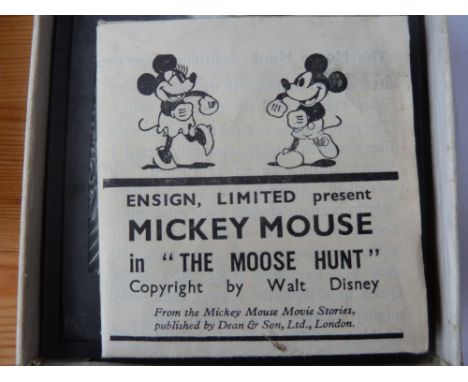 ENSIGN, LIMITED present
MICKEY MOUSE
in "THE MOOSE HUNT"
Copyright by Walt Disney
From the Mickey Mouse Movie Stories,
published by Dean & Son, Ltd., London.